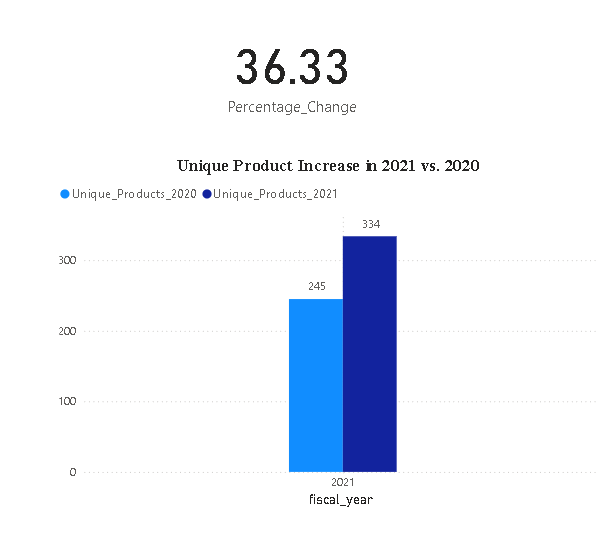 36.33
Percentage_Change
Unique Product Increase in 2021 vs. 2020
Unique_Products_2020 Unique_Products_2021
334
245
300
200
100
0
2021
fiscal_year